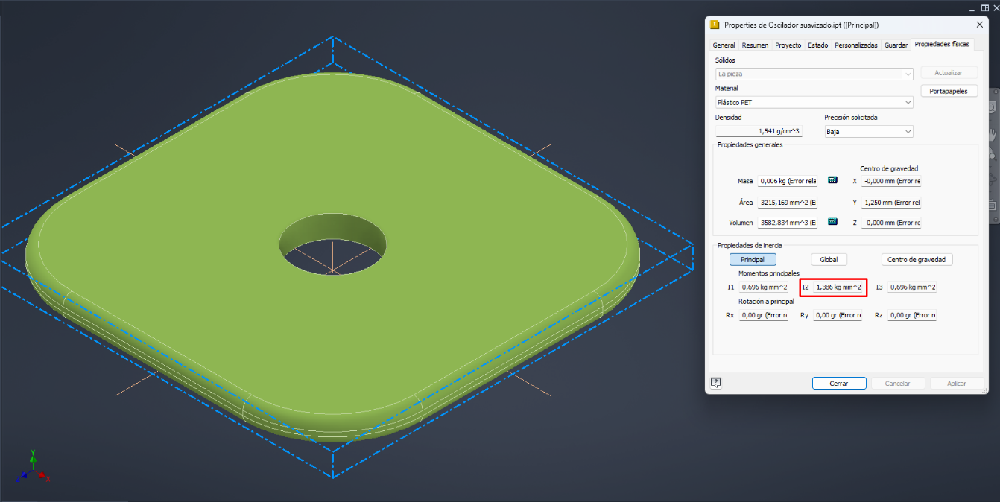 iProperties de Oscilador suavizado.ipt ([Principal])
General Resumen Proyecto Estado Personalizadas Guardar Propiedades físicas
Sólidos
La pieza Actualizar
Material Portapapeles
Plástico PET
Densidad Precisión solicitada
1,541 g/cm^3 Baja
Propiedades generales
Centro de gravedad
Masa 0,006 kg (Error rela X -0,000 mm (Error re
Área 3215,169 mm^2 (E Y 1,250 mm (Error rel
Volumen 3582,834 mm^3 (E Z -0,000 mm (Error re
Propiedades de inercia
Principal Global Centro de gravedad
Momentos principales
I1 0,696 kg mm^2 I2 1,386 kg mm^2 I3 0,696 kg mm^2
Rotación a principal
Rx 0,00 gr (Error r Ry 0,00 gr (Error r Rz 0,00 gr (Error r
Cerrar Cancelar Aplicar
Y
Z X